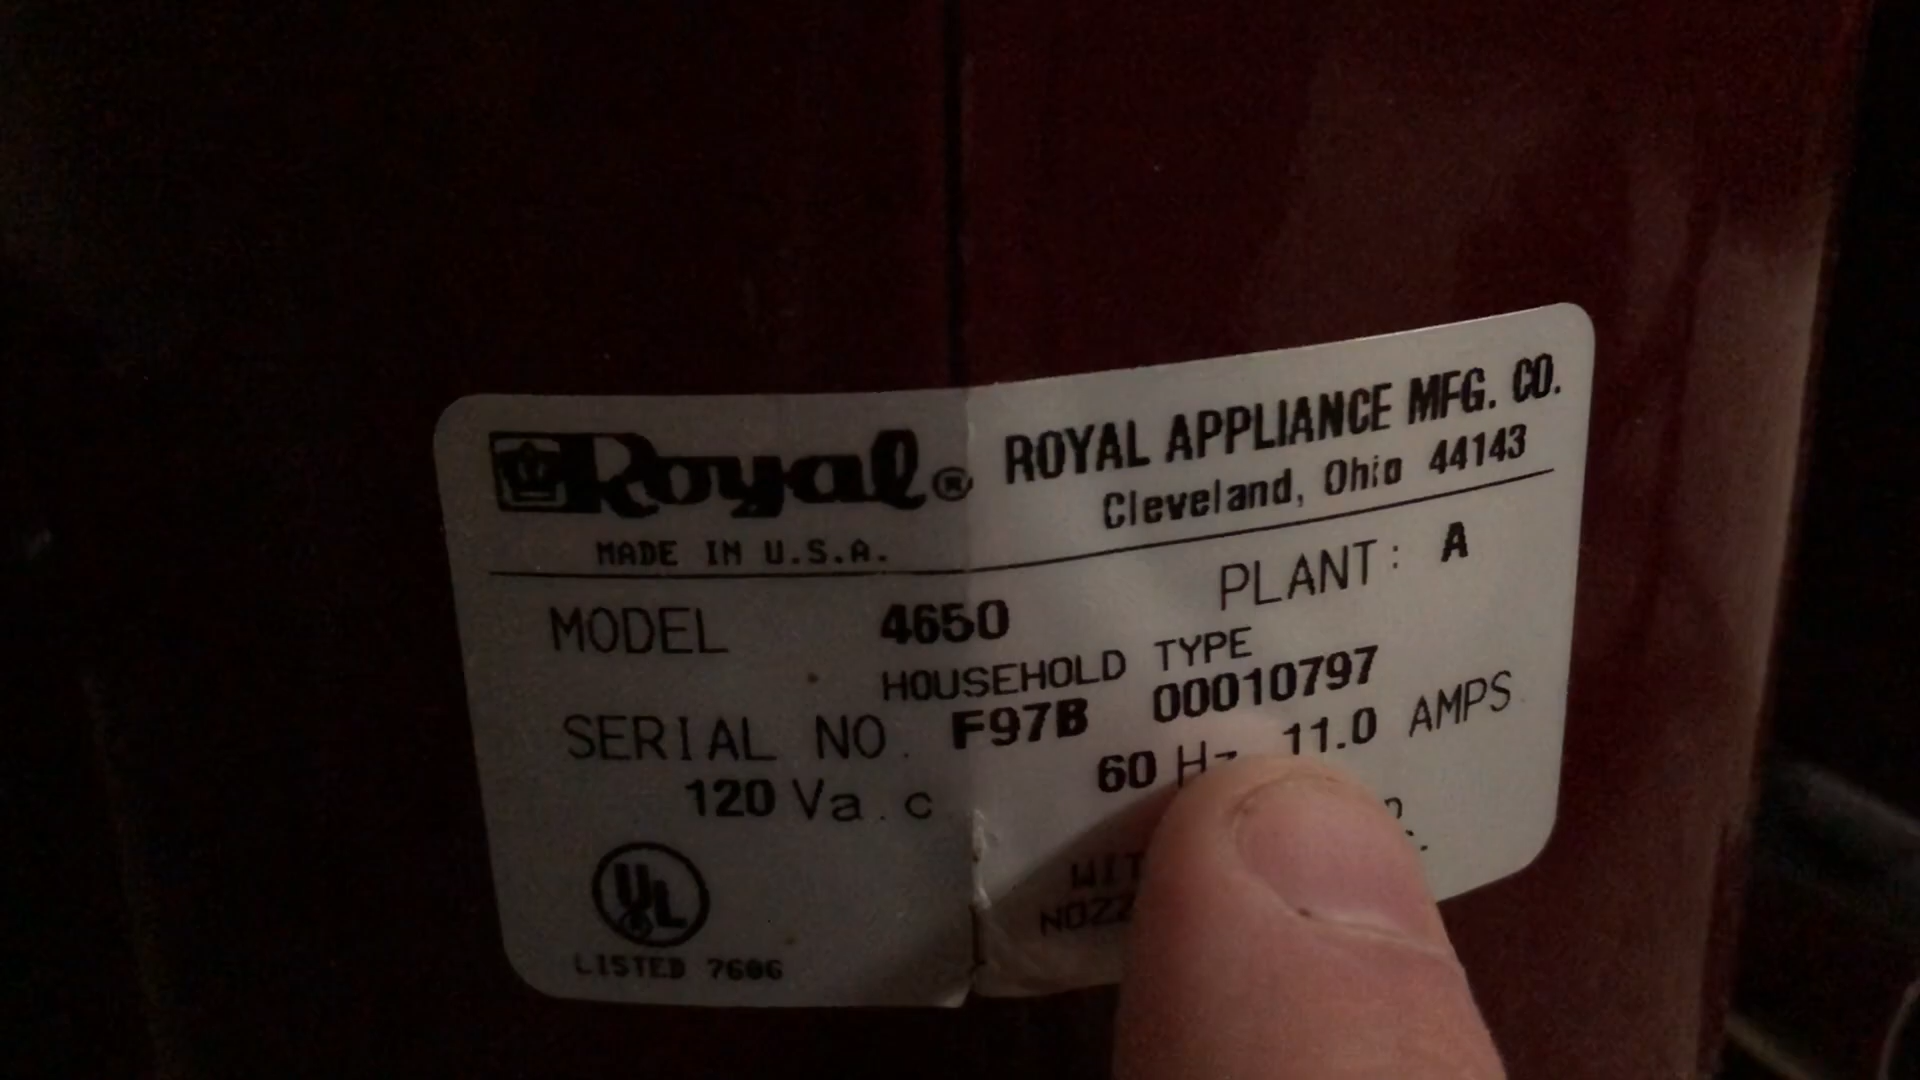 Royal® ROYAL APPLIANCE MFG. CO.
Cleveland, Ohio 44143
MADE IN U.S.A.
MODEL 4650 PLANT: A
HOUSEHOLD TYPE
SERIAL NO. F97B 00010797
120 Va.c 60 Hz 11.0 AMPS
UL
LISTED 7606